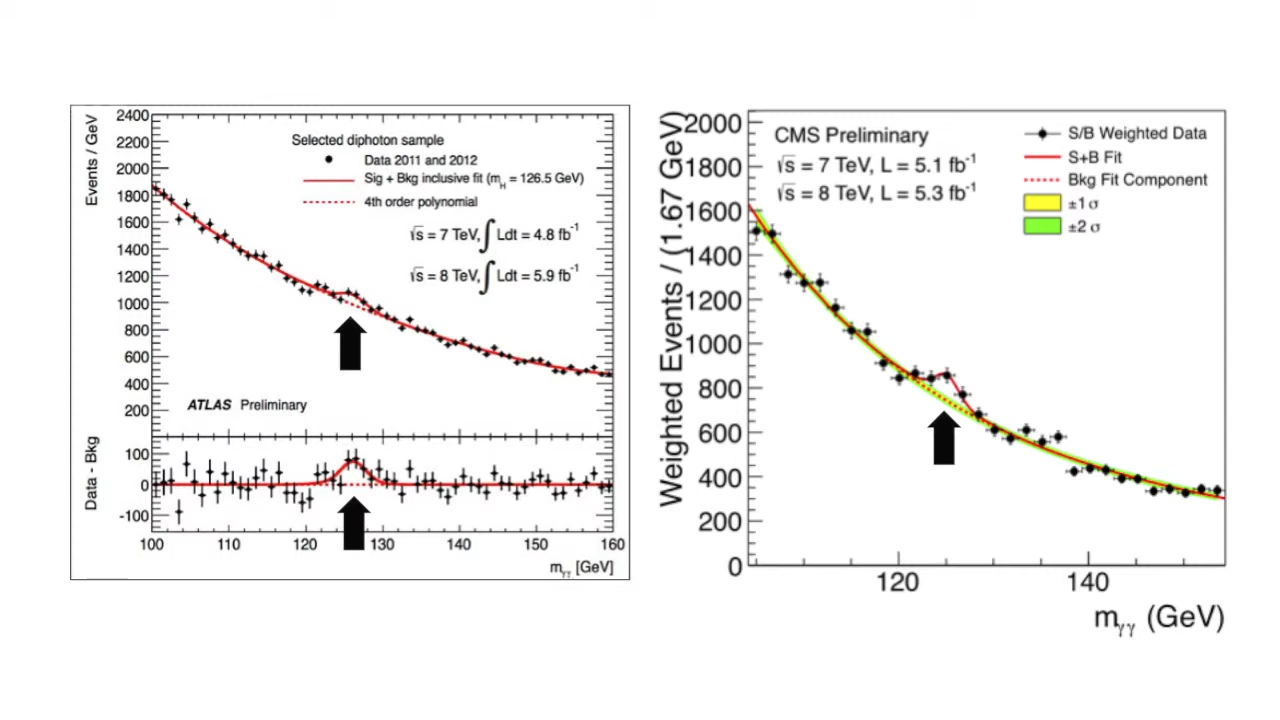 Events / GeV
2400
2200
2000
1800
1600
1400
1200
1000
800
600
400
200
Selected diphoton sample
Data 2011 and 2012
Sig + Bkg inclusive fit (m_H = 126.5 GeV)
4th order polynomial
√s = 7 TeV, ∫ Ldt = 4.8 fb⁻¹
√s = 8 TeV, ∫ Ldt = 5.9 fb⁻¹
ATLAS Preliminary
Data - Bkg
100
0
-100
100 110 120 130 140 150 160
m_γγ [GeV]
Weighted Events / (1.67 GeV)
2000
1800
1600
1400
1200
1000
800
600
400
200
0
CMS Preliminary
√s = 7 TeV, L = 5.1 fb⁻¹
√s = 8 TeV, L = 5.3 fb⁻¹
S/B Weighted Data
S+B Fit
Bkg Fit Component
±1 σ
±2 σ
120 140
m_γγ (GeV)